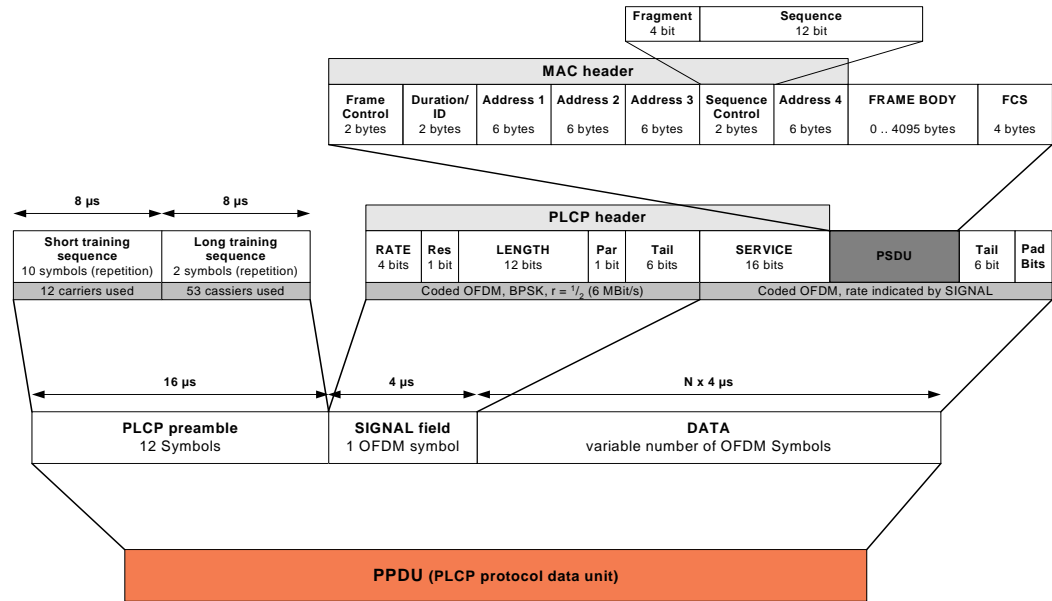 Fragment
4 bit
Sequence
12 bit
MAC header
Frame
Control
2 bytes
Duration/
ID
2 bytes
Address 1
6 bytes
Address 2
6 bytes
Address 3
6 bytes
Sequence
Control
2 bytes
Address 4
6 bytes
FRAME BODY
0 .. 4095 bytes
FCS
4 bytes
8 µs
8 µs
Short training
sequence
10 symbols (repetition)
12 carriers used
Long training
sequence
2 symbols (repetition)
53 cassiers used
PLCP header
RATE
4 bits
Res
1 bit
LENGTH
12 bits
Par
1 bit
Tail
6 bits
SERVICE
16 bits
PSDU
Tail
6 bit
Pad
Bits
Coded OFDM, BPSK, r = 1/2 (6 MBit/s)
Coded OFDM, rate indicated by SIGNAL
16 µs
4 µs
N x 4 µs
PLCP preamble
12 Symbols
SIGNAL field
1 OFDM symbol
DATA
variable number of OFDM Symbols
PPDU (PLCP protocol data unit)